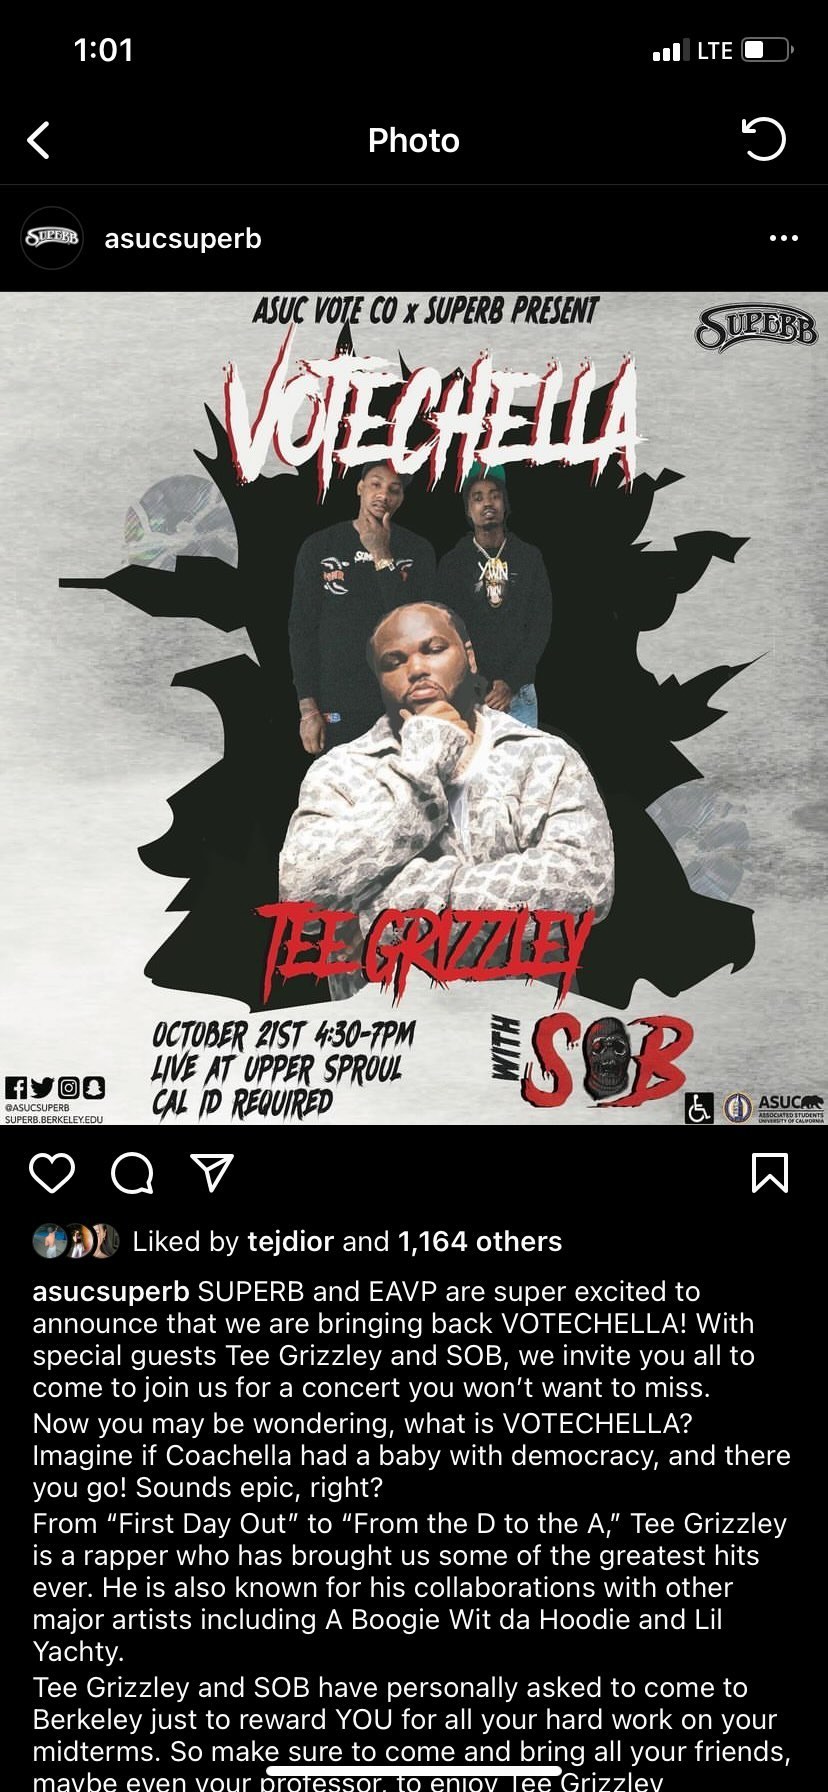 1:01
LTE
Photo
SUPERB
asucsuperb
ASUC VOTE CO x SUPERB PRESENT
SUPERB
VOTECHELLA
YWN
TEE GRIZZLEY
OCTOBER 21ST 4:30-7PM
LIVE AT UPPER SPROUL
CAL ID REQUIRED
WITH
SOB
@ASUCSUPERB
SUPERB.BERKELEY.EDU
ASUC
ASSOCIATED STUDENTS
UNIVERSITY OF CALIFORNIA
Liked by tejdior and 1,164 others
asucsuperb SUPERB and EAVP are super excited to
announce that we are bringing back VOTECHELLA! With
special guests Tee Grizzley and SOB, we invite you all to
come to join us for a concert you won’t want to miss.
Now you may be wondering, what is VOTECHELLA?
Imagine if Coachella had a baby with democracy, and there
you go! Sounds epic, right?
From “First Day Out” to “From the D to the A,” Tee Grizzley
is a rapper who has brought us some of the greatest hits
ever. He is also known for his collaborations with other
major artists including A Boogie Wit da Hoodie and Lil
Yachty.
Tee Grizzley and SOB have personally asked to come to
Berkeley just to reward YOU for all your hard work on your
midterms. So make sure to come and bring all your friends,
maybe even your professor, to enjoy Tee Grizzley